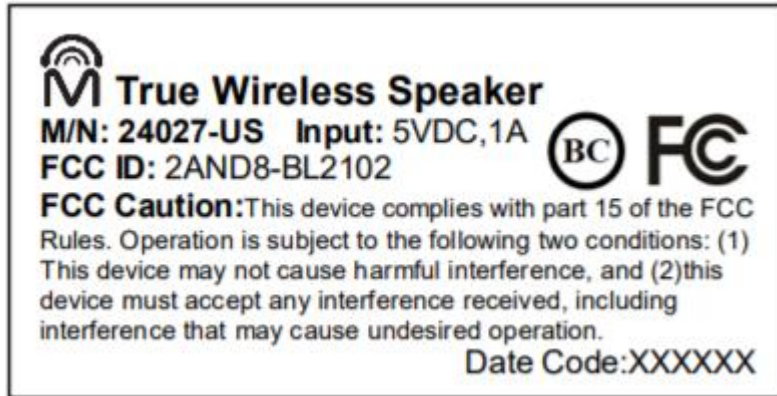 M True Wireless Speaker
M/N: 24027-US Input: 5VDC,1A
FCC ID: 2AND8-BL2102
BC FC
FCC Caution:This device complies with part 15 of the FCC
Rules. Operation is subject to the following two conditions: (1)
This device may not cause harmful interference, and (2)this
device must accept any interference received, including
interference that may cause undesired operation.
Date Code:XXXXXX